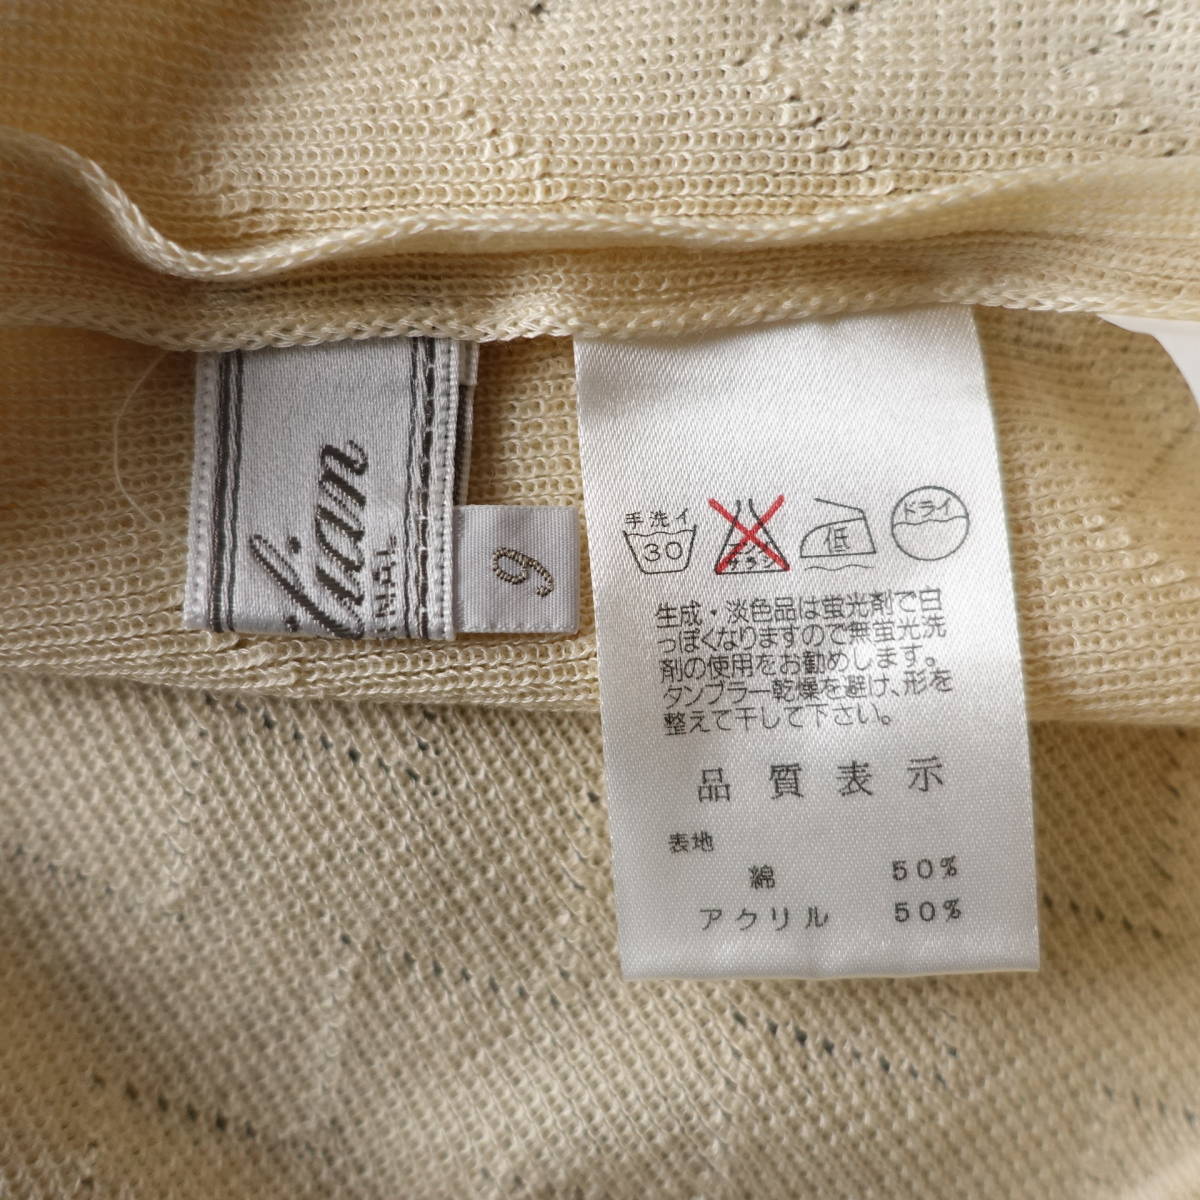 手洗イ
30
エンソサラシ
低
ドライ
生成・淡色品は蛍光剤で白
っぽくなりますので無蛍光洗
剤の使用をお勧めします。
タンブラー乾燥を避け、形を
整えて干して下さい。
品質表示
表地
綿 50%
アクリル 50%
9